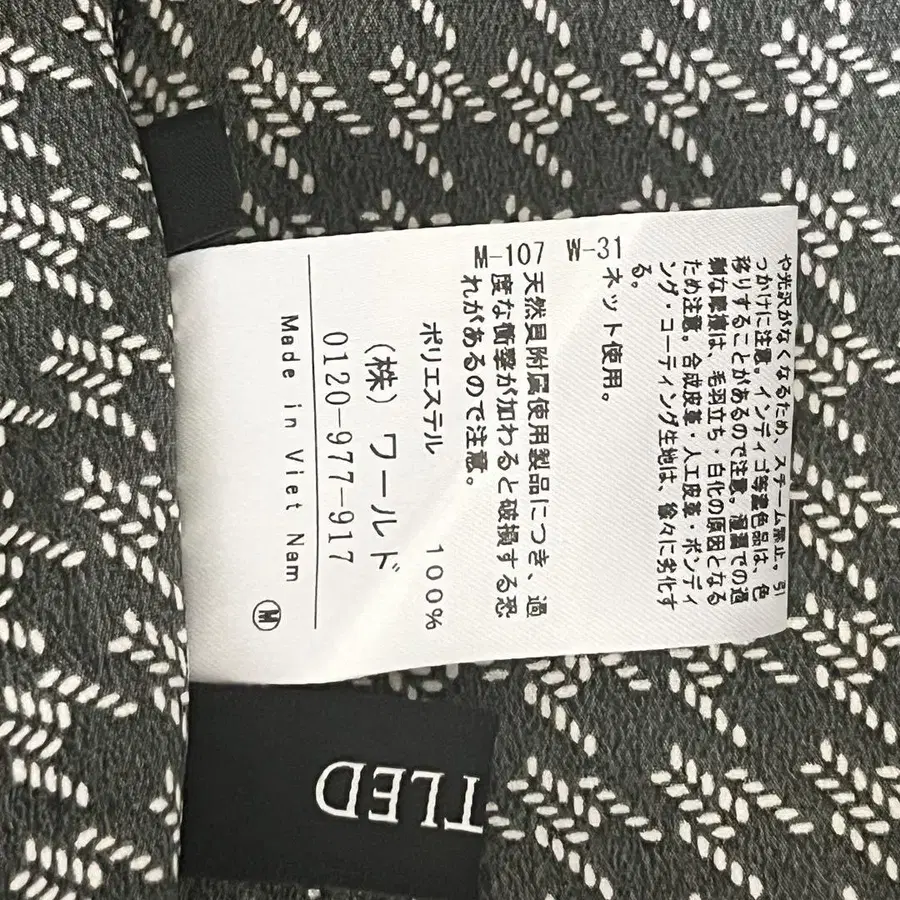 や光沢がなくなるため、スチーム禁止。引
っかけに注意。インディゴ等濃色品は、色
移りすることがあるので注意。湿潤での過
剰な摩擦は、毛羽立ち・白化の原因となる
ため注意。合成皮革・人工皮革・ボンディ
ング・コーティング生地は、徐々に劣化す
る。
W-31
ネット使用。
M-107
天然貝附属使用製品につき、過
度な衝撃が加わると破損する恐
れがあるので注意。
ポリエステル 100%
(株)ワールド
0120-977-917
Made in Viet Nam Ⓜ
TLED